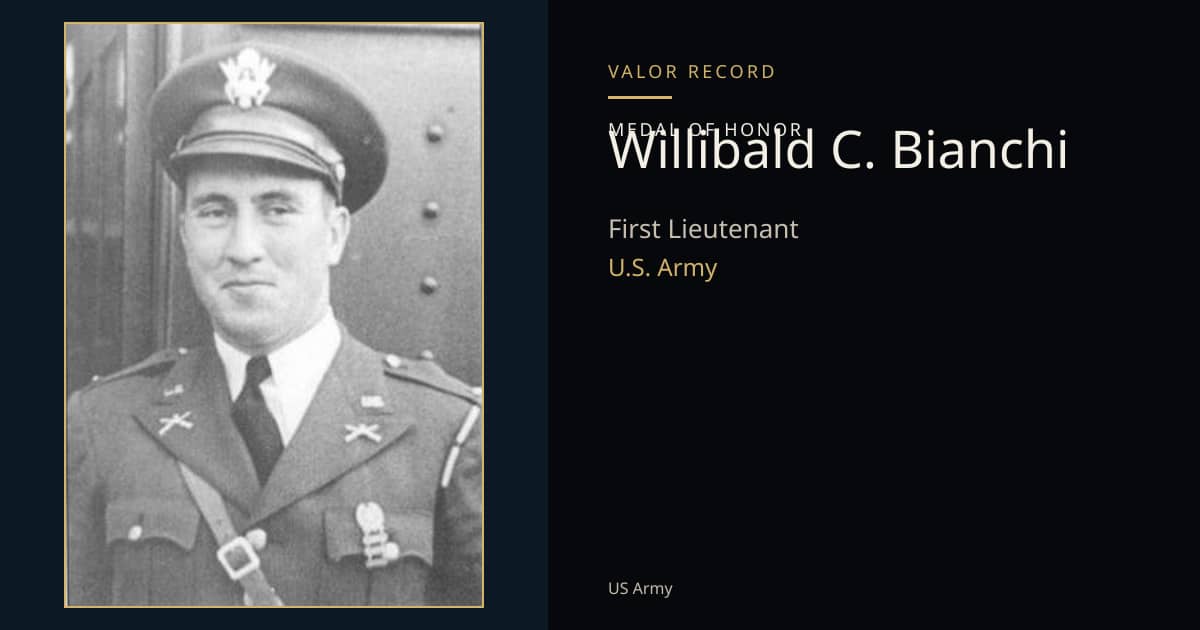 VALOR RECORD
MEDAL OF HONOR
Willibald C. Bianchi
First Lieutenant
U.S. Army
US Army